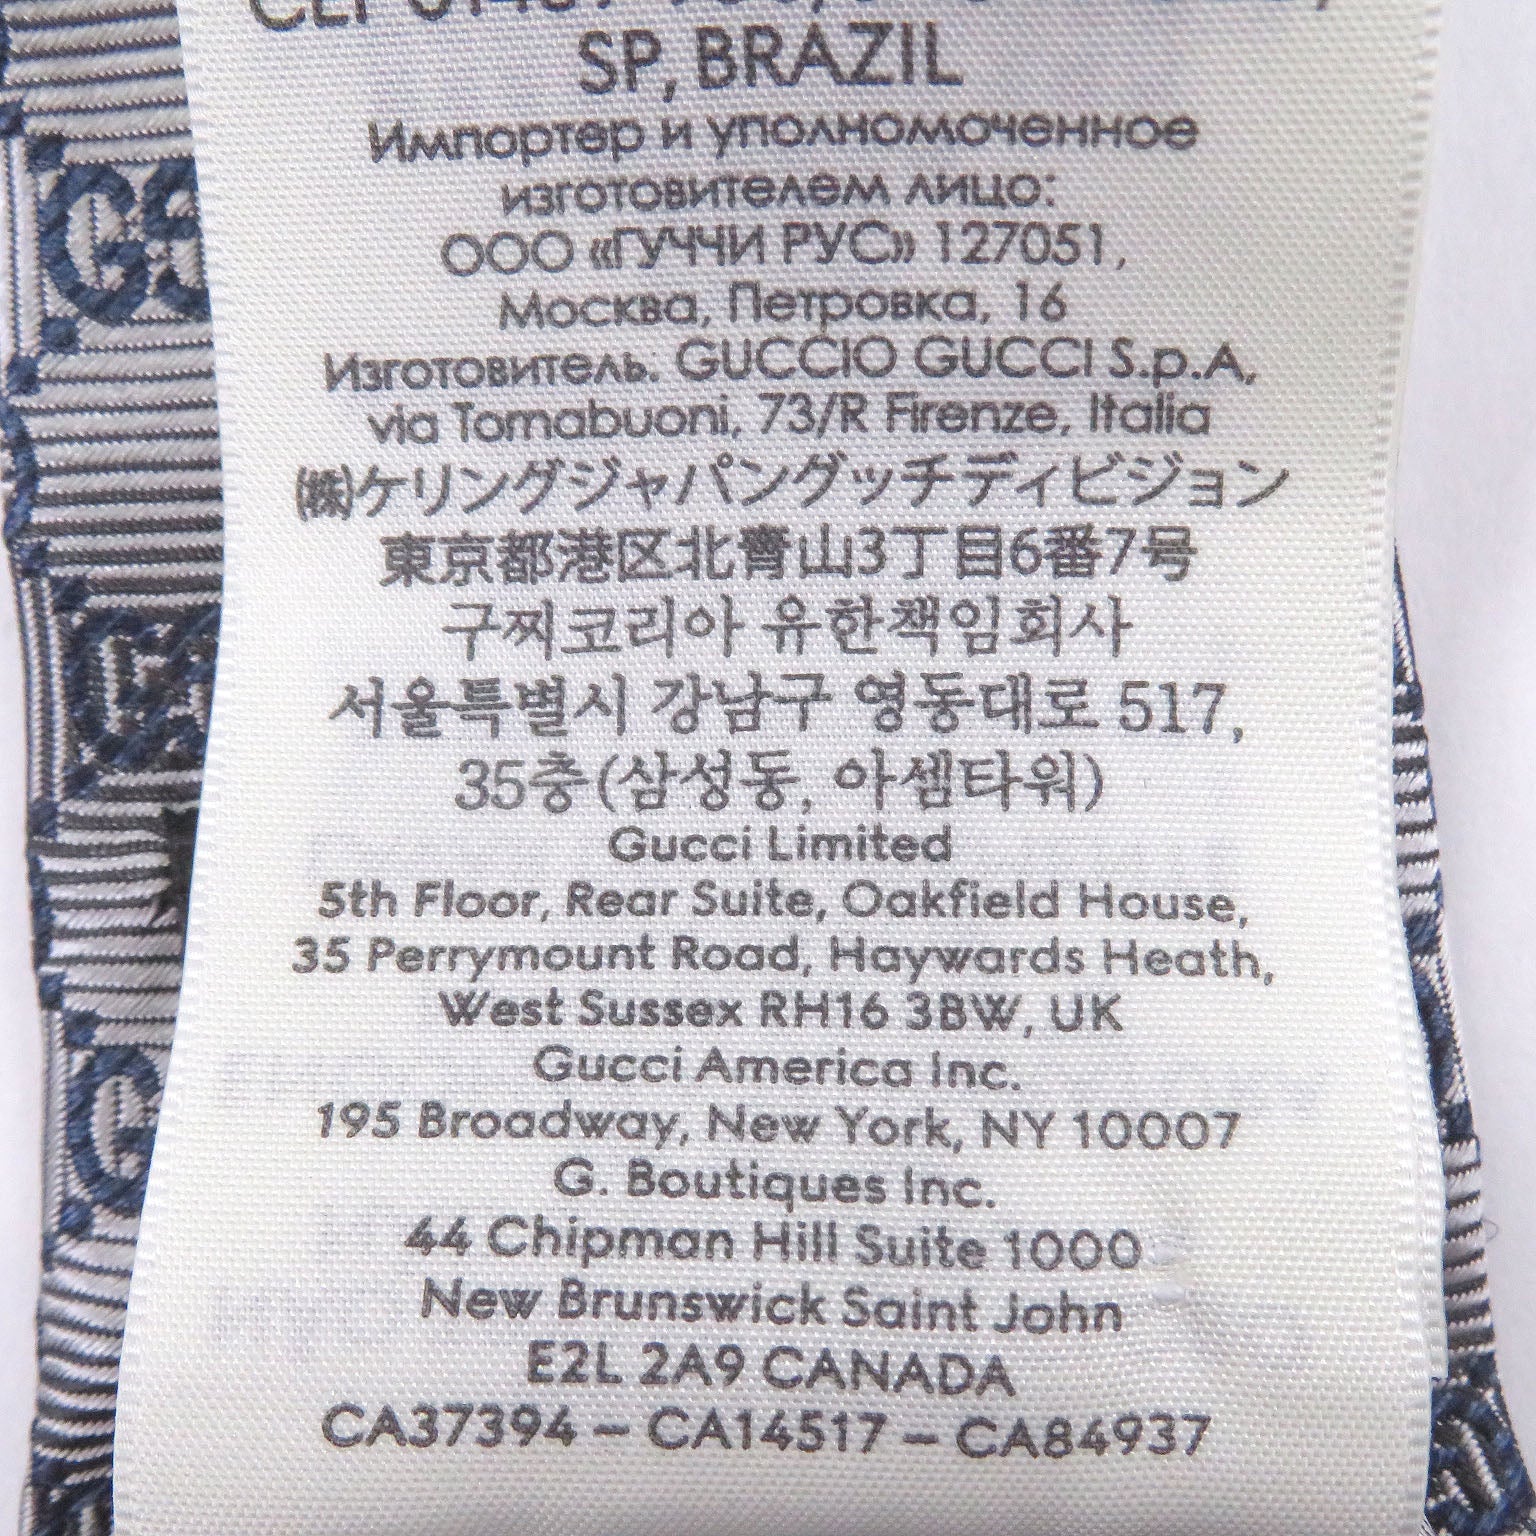 SP, BRAZIL
Импортер и уполномоченное
изготовителем лицо:
ООО «ГУЧЧИ РУС» 127051,
Москва, Петровка, 16
Изготовитель: GUCCIO GUCCI S.p.A,
via Tornabuoni, 73/R Firenze, Italia
㈱ケリングジャパングッチディビジョン
東京都港区北青山3丁目6番7号
구찌코리아 유한책임회사
서울특별시 강남구 영동대로 517,
35층(삼성동, 아셈타워)
Gucci Limited
5th Floor, Rear Suite, Oakfield House,
35 Perrymount Road, Haywards Heath,
West Sussex RH16 3BW, UK
Gucci America Inc.
195 Broadway, New York, NY 10007
G. Boutiques Inc.
44 Chipman Hill Suite 1000
New Brunswick Saint John
E2L 2A9 CANADA
CA37394 – CA14517 – CA84937